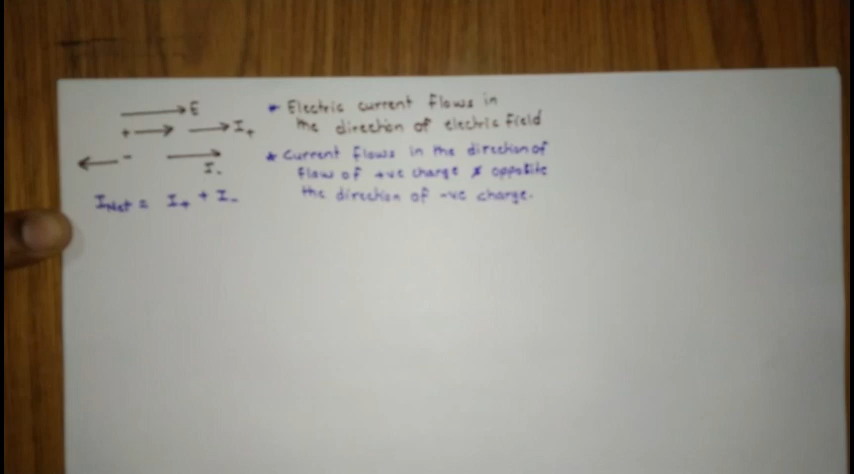 → E
+ → → I₊
← - → I₋
I_Net = I₊ + I₋
* Electric current flows in
the direction of electric field
* Current flows in the direction of
flow of +ve charge & opposite
the direction of -ve charge.